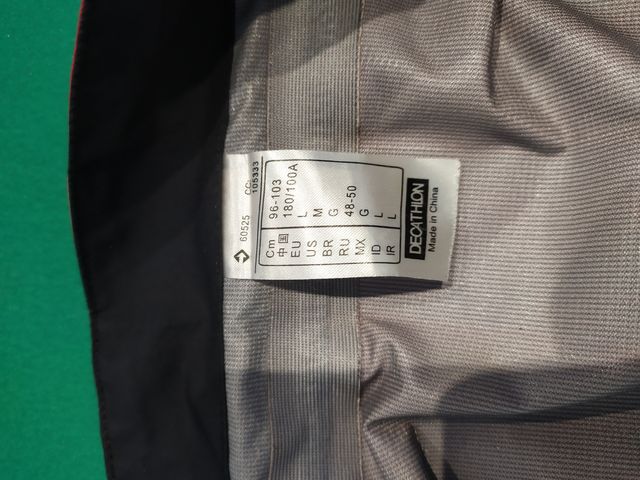 60525
105333
Cm 96-103
中国 180/100A
EU L
US M
BR G
RU 48-50
MX G
ID L
IR L
DECATHLON
Made in China